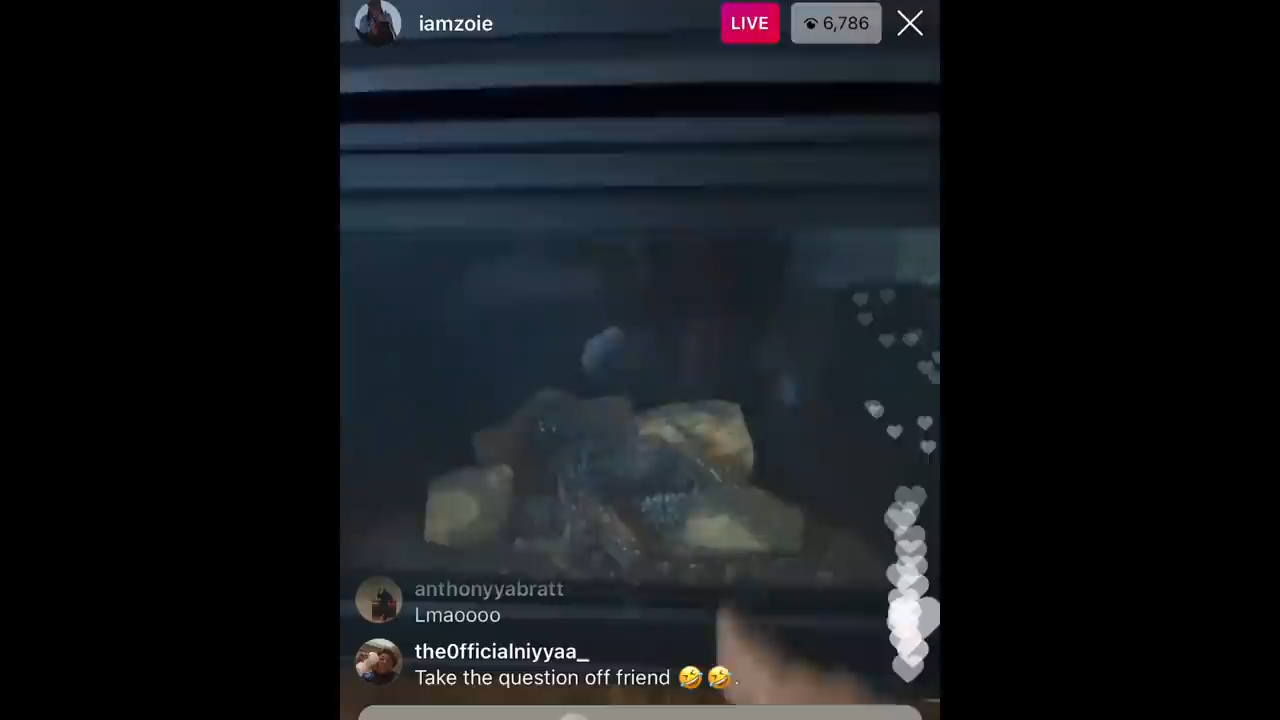 iamzoie
LIVE
6,786
anthonyyabratt
Lmaoooo
the0fficialniyyaa_
Take the question off friend 🤣🤣.